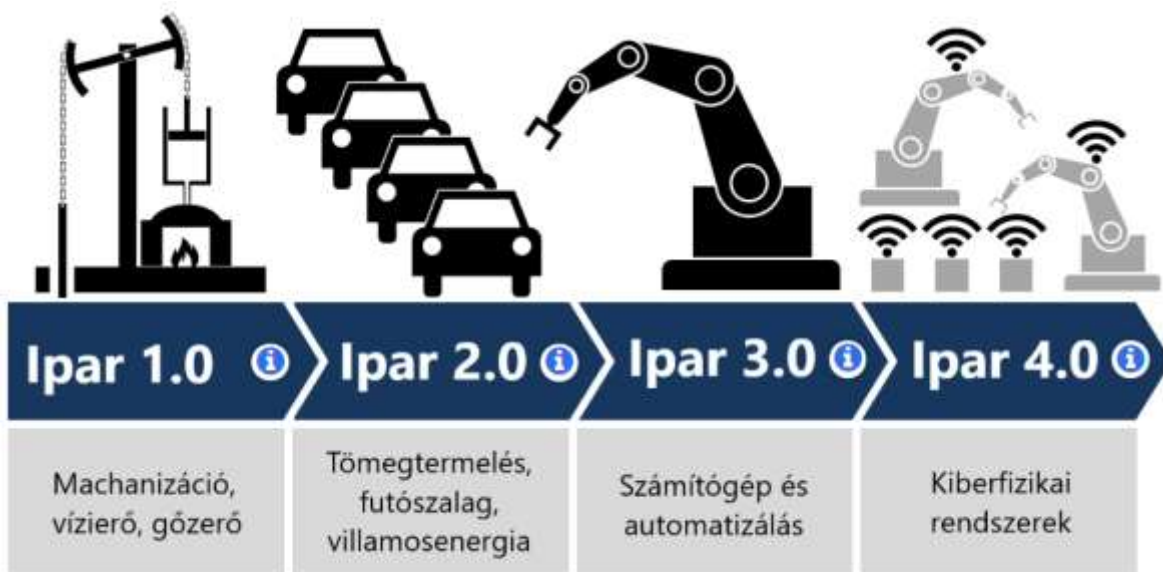 Ipar 1.0
Ipar 2.0
Ipar 3.0
Ipar 4.0
Machanizáció,
vízierő, gőzerő
Tömegtermelés,
futószalag,
villamosenergia
Számítógép és
automatizálás
Kiberfizikai
rendszerek